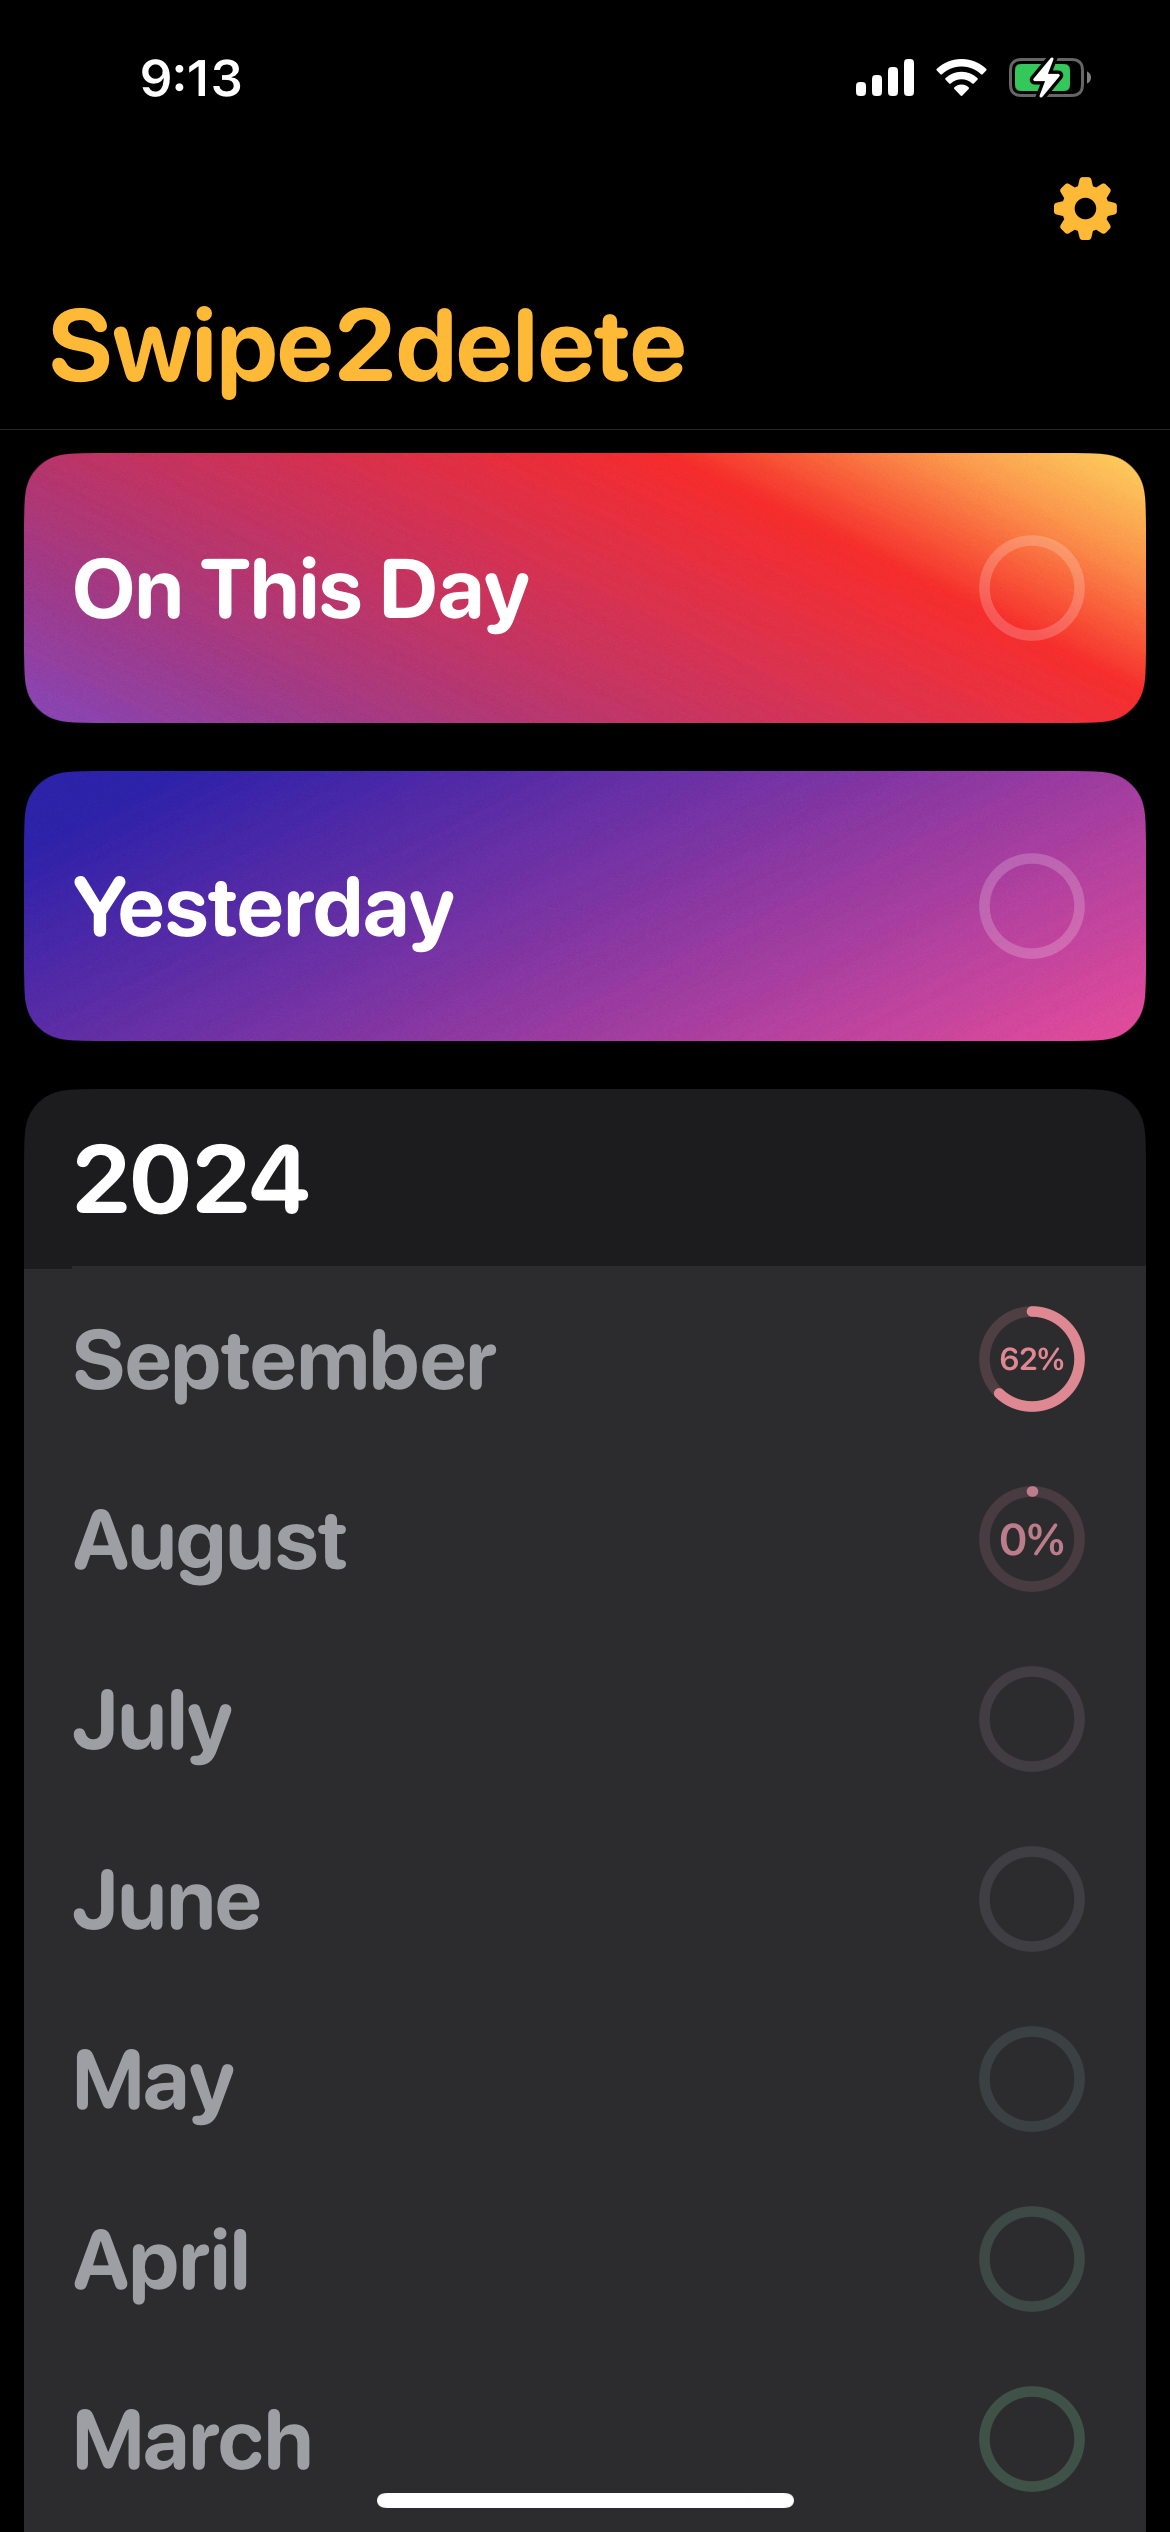 9:13
Swipe2delete
On This Day
Yesterday
2024
September
62%
August
0%
July
June
May
April
March